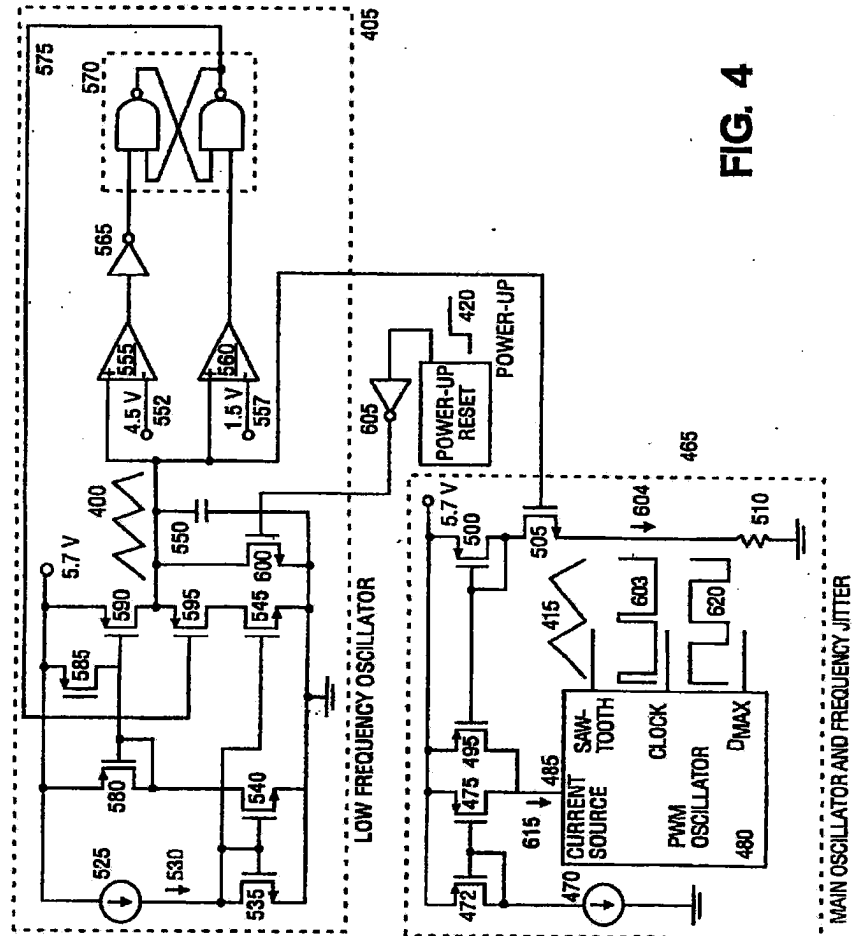 575
570
405
565
555
4.5 V
552
560
1.5 V
557
400
5.7 V
550
590
585
595
600
545
580
540
525
530
535
LOW FREQUENCY OSCILLATOR
605
POWER-UP
RESET
420
POWER-UP
FIG. 4
465
5.7 V
500
505
604
510
495
475
472
470
615
485
CURRENT
SOURCE
SAW-
TOOTH
415
CLOCK
603
PWM
OSCILLATOR
DMAX
620
480
MAIN OSCILLATOR AND FREQUENCY JITTER